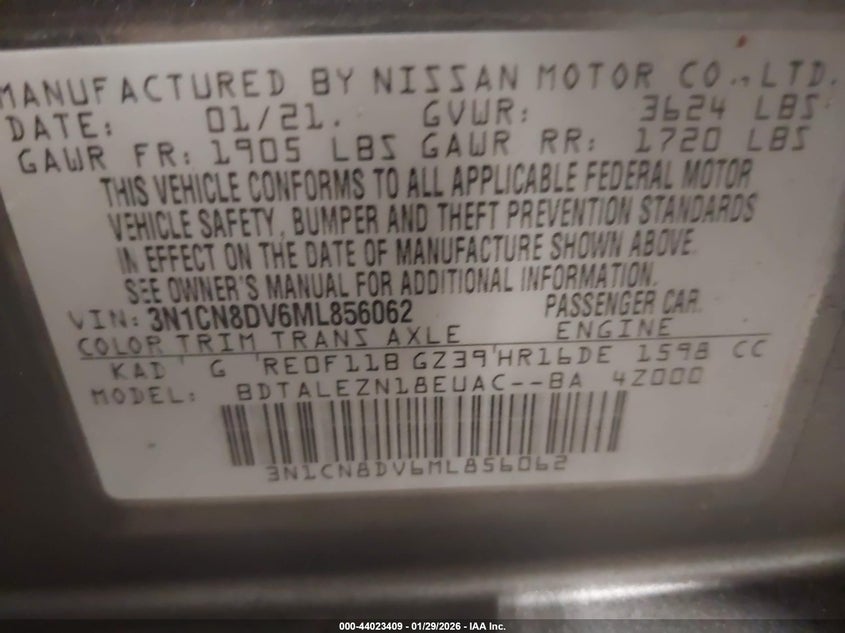 MANUFACTURED BY NISSAN MOTOR CO.,LTD.
DATE: 01/21. GVWR: 3624 LBS
GAWR FR: 1905 LBS GAWR RR: 1720 LBS
THIS VEHICLE CONFORMS TO ALL APPLICABLE FEDERAL MOTOR
VEHICLE SAFETY, BUMPER AND THEFT PREVENTION STANDARDS
IN EFFECT ON THE DATE OF MANUFACTURE SHOWN ABOVE.
SEE OWNER'S MANUAL FOR ADDITIONAL INFORMATION.
VIN: 3N1CN8DV6ML856062 PASSENGER CAR.
COLOR TRIM TRANS AXLE ENGINE
KAD G RE0F11B GZ39 HR16DE 1598 CC
MODEL: BDTALEZN18EUAC--BA 4Z000
3N1CN8DV6ML856062
000-44023409 - 01/29/2026 - IAA Inc.